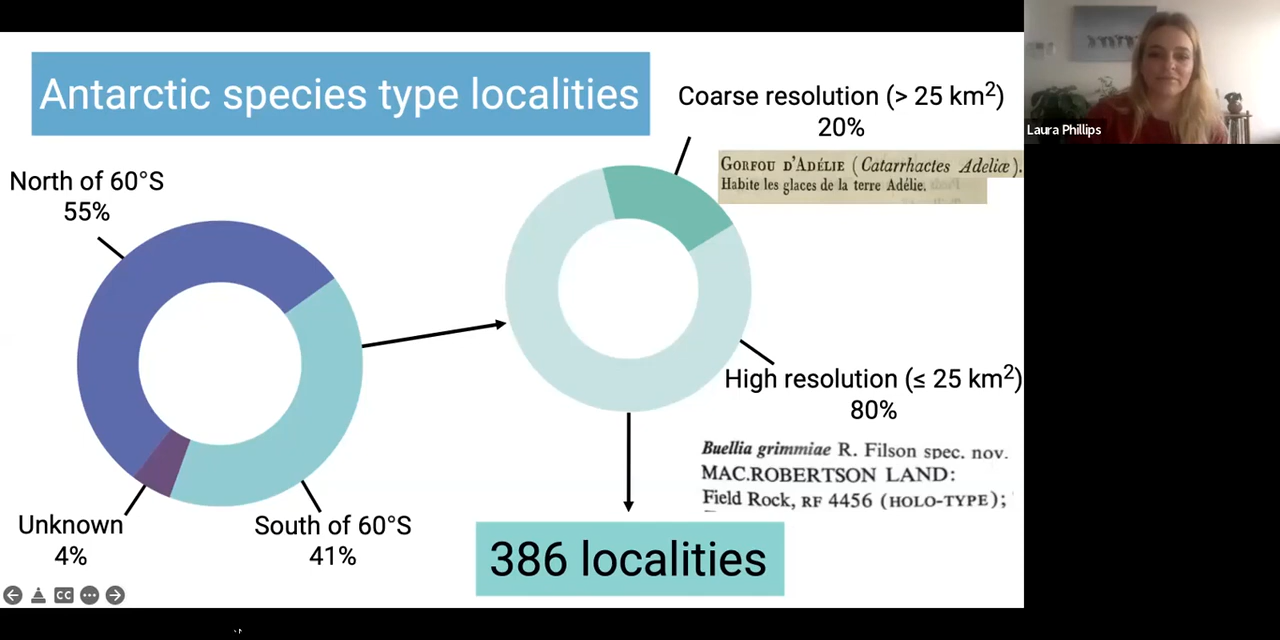 Antarctic species type localities
Coarse resolution (> 25 km²)
20%
GORFOU D'ADÉLIE (Catarrhactes Adeliæ).
Habite les glaces de la terre Adélie.
North of 60°S
55%
High resolution (≤ 25 km²)
80%
Buellia grimmiae R. Filson spec. nov.
MAC.ROBERTSON LAND:
Field Rock, RF 4456 (HOLO-TYPE);
Unknown
4%
South of 60°S
41%
386 localities
CC
Laura Phillips